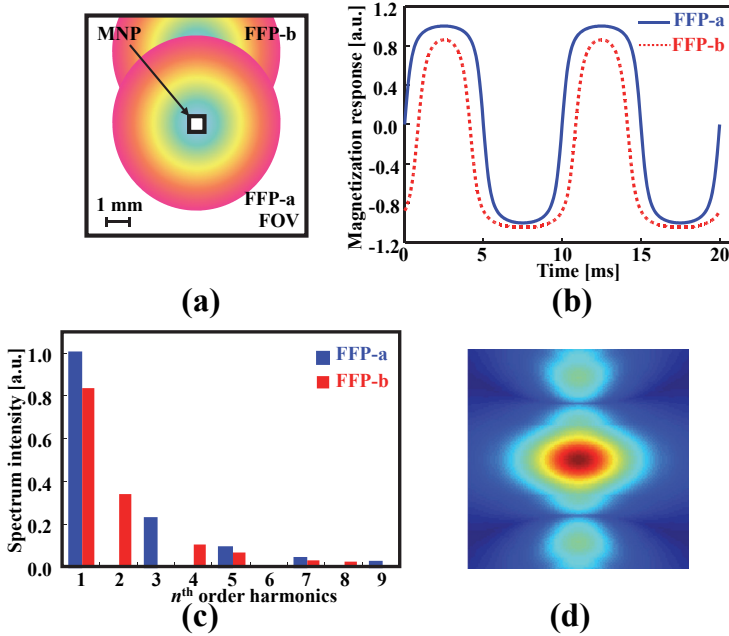 MNP
FFP-b
FFP-a
FOV
1 mm
(a)
Magnetization response [a.u.]
1.2
0.8
0.4
0.0
-0.4
-0.8
-1.2
FFP-a
FFP-b
0
5
10
15
20
Time [ms]
(b)
Spectrum intensity [a.u.]
1.0
0.8
0.6
0.4
0.2
0.0
FFP-a
FFP-b
1 2 3 4 5 6 7 8 9
nth order harmonics
(c)
(d)